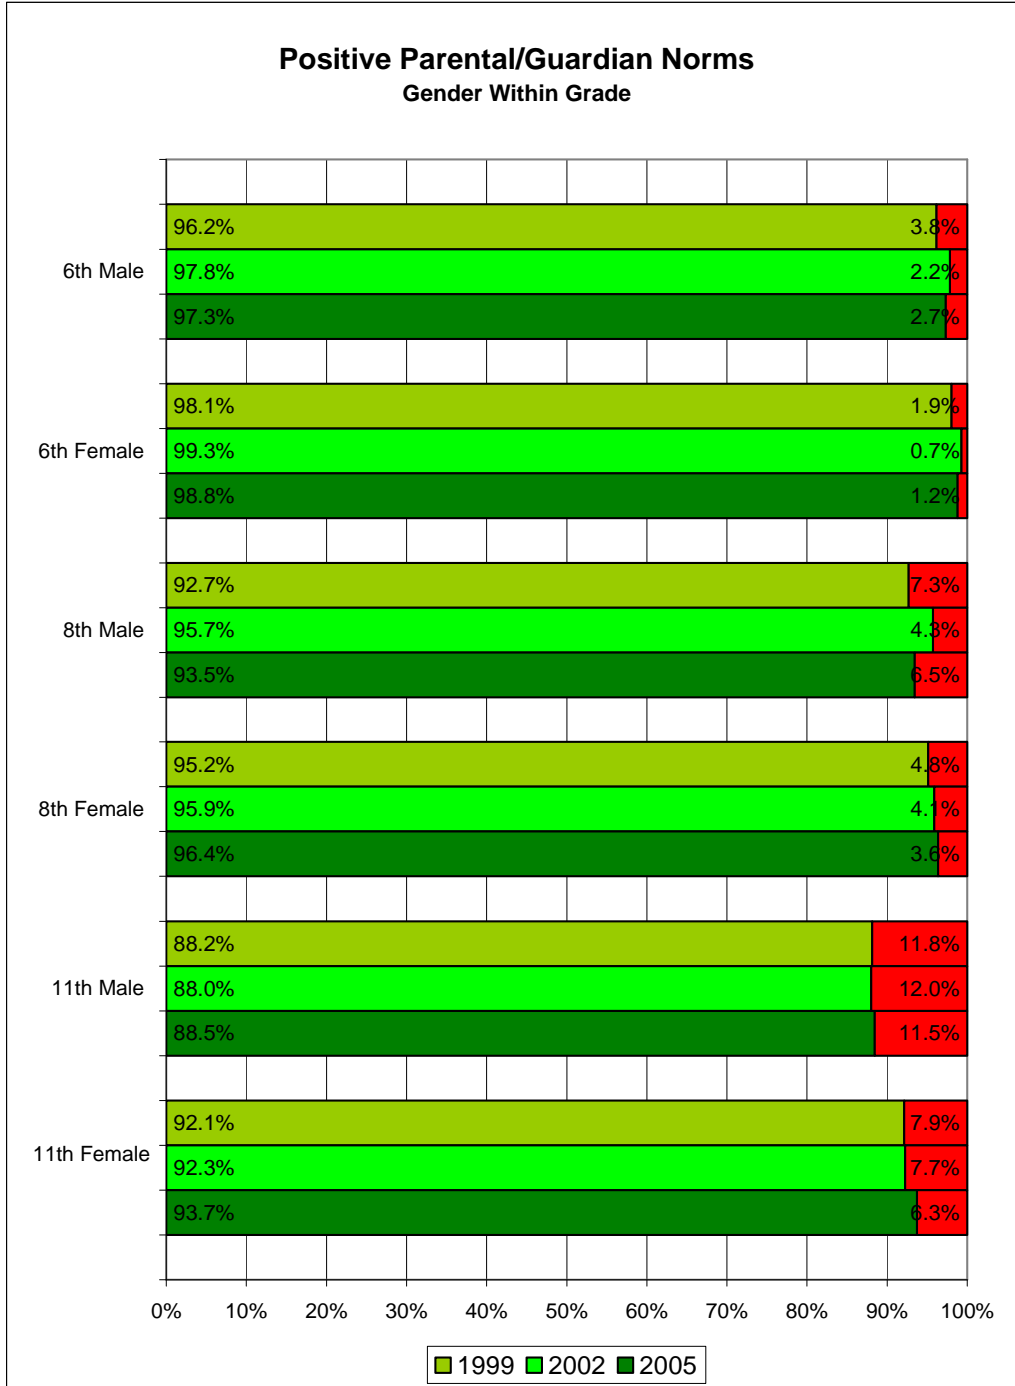 Positive Parental/Guardian Norms
Gender Within Grade
96.2% 3.8%
6th Male 97.8% 2.2%
97.3% 2.7%
98.1% 1.9%
6th Female 99.3% 0.7%
98.8% 1.2%
92.7% 7.3%
8th Male 95.7% 4.3%
93.5% 6.5%
95.2% 4.8%
8th Female 95.9% 4.1%
96.4% 3.6%
88.2% 11.8%
11th Male 88.0% 12.0%
88.5% 11.5%
92.1% 7.9%
11th Female 92.3% 7.7%
93.7% 6.3%
0% 10% 20% 30% 40% 50% 60% 70% 80% 90% 100%
1999 2002 2005